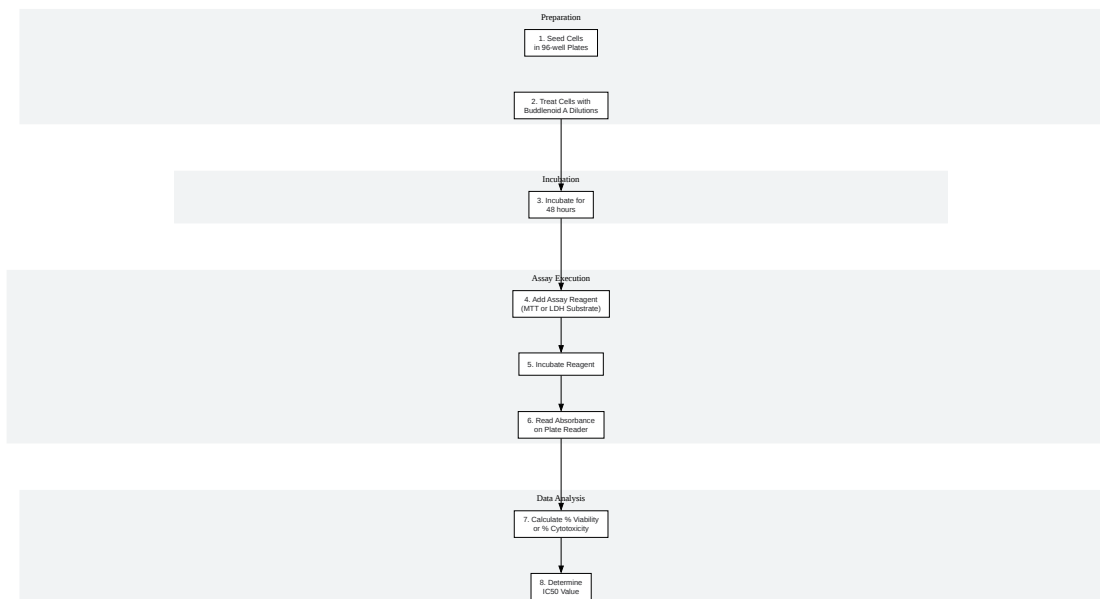 Preparation
1. Seed Cells
in 96-well Plates
2. Treat Cells with
Buddlenoid A Dilutions
Incubation
3. Incubate for
48 hours
Assay Execution
4. Add Assay Reagent
(MTT or LDH Substrate)
5. Incubate Reagent
6. Read Absorbance
on Plate Reader
Data Analysis
7. Calculate % Viability
or % Cytotoxicity
8. Determine
IC50 Value